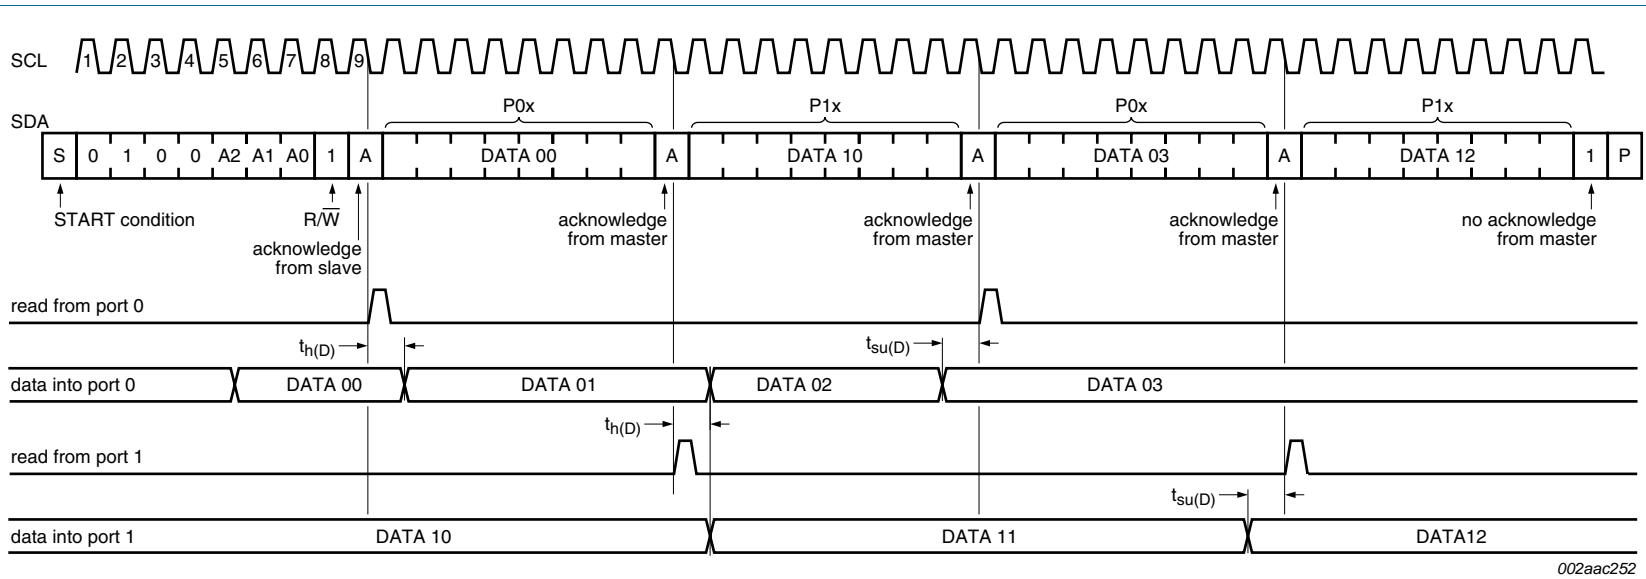 SCL
1 2 3 4 5 6 7 8 9
P0x P1x P0x P1x
SDA
S 0 1 0 0 A2 A1 A0 1 A DATA 00 A DATA 10 A DATA 03 A DATA 12 1 P
START condition R/W̅ acknowledge from master acknowledge from master acknowledge from master no acknowledge from master
acknowledge
from slave
read from port 0
th(D) tsu(D)
data into port 0 DATA 00 DATA 01 DATA 02 DATA 03
th(D)
read from port 1
tsu(D)
data into port 1 DATA 10 DATA 11 DATA12
002aac252